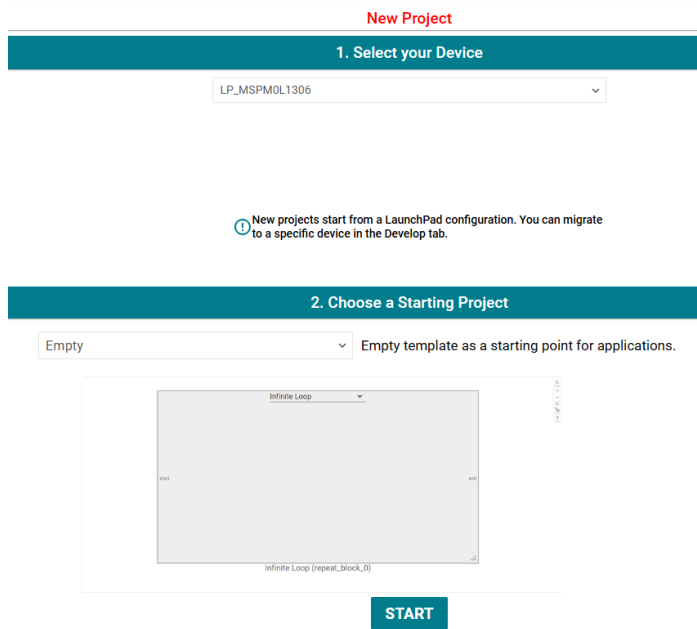 New Project
1. Select your Device
LP_MSPM0L1306
New projects start from a LaunchPad configuration. You can migrate
to a specific device in the Develop tab.
2. Choose a Starting Project
Empty
Empty template as a starting point for applications.
Infinite Loop
start
end
Infinite Loop (repeat_block_0)
START